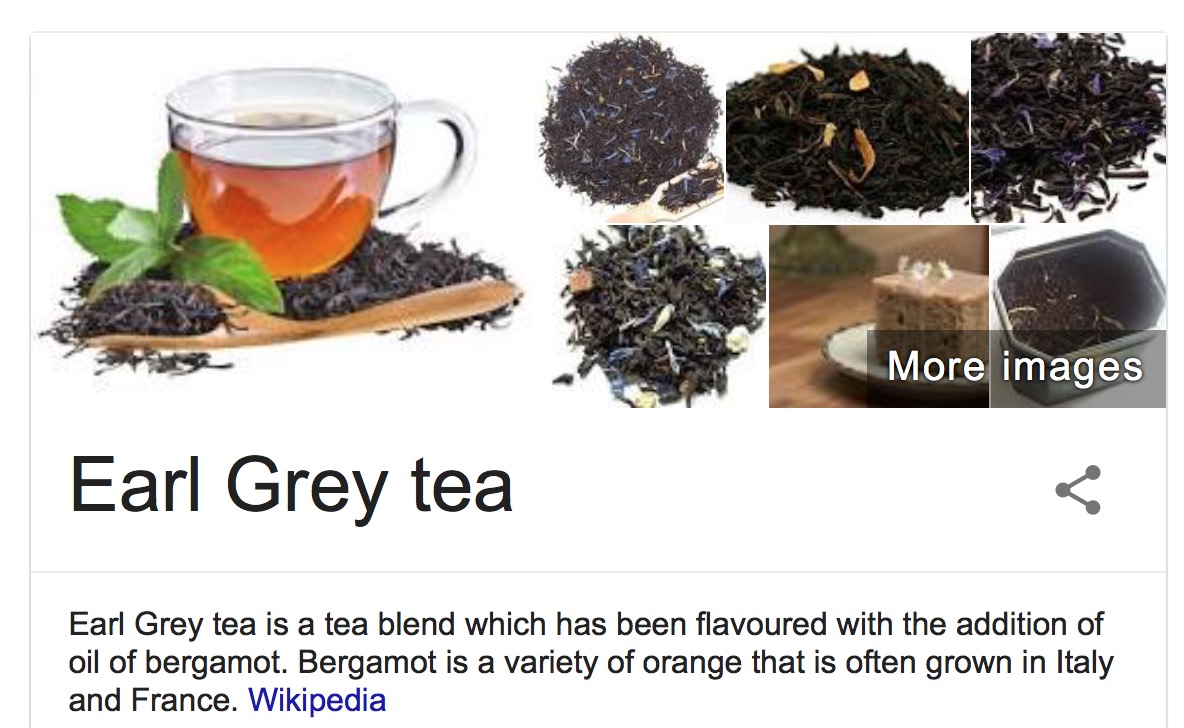 More images
Earl Grey tea
Earl Grey tea is a tea blend which has been flavoured with the addition of
oil of bergamot. Bergamot is a variety of orange that is often grown in Italy
and France. Wikipedia